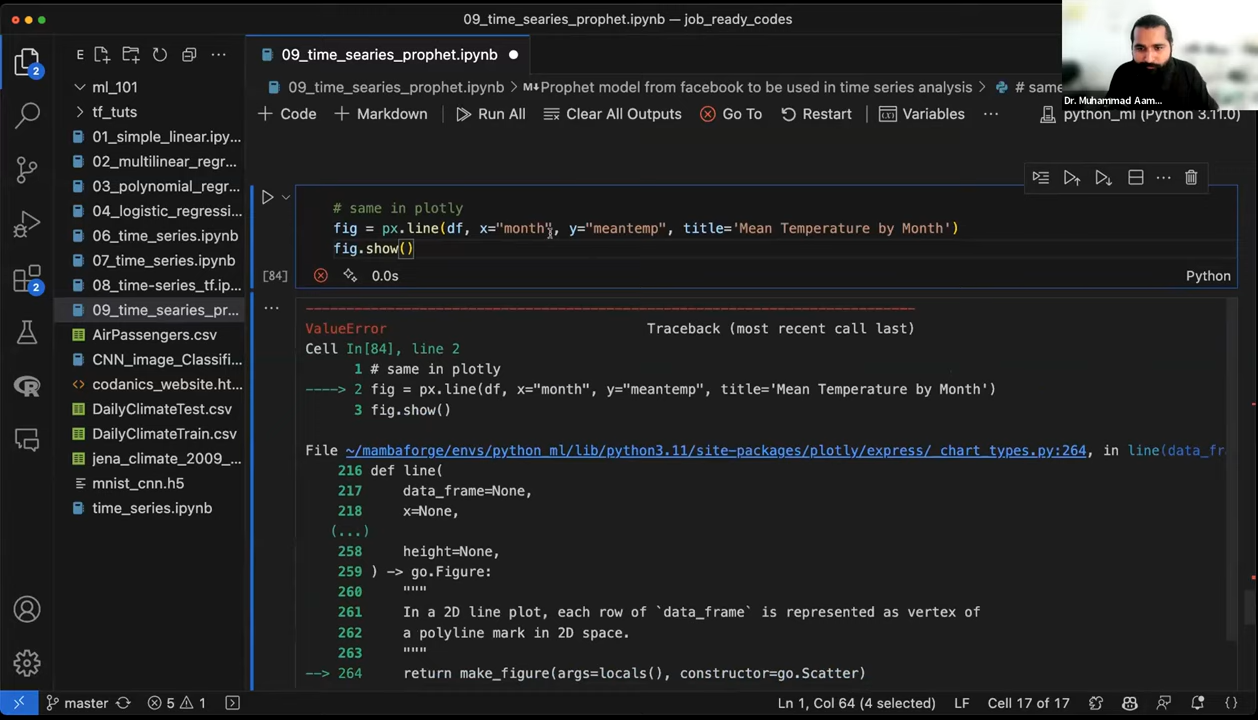 09_time_searies_prophet.ipynb — job_ready_codes
E
ml_101
tf_tuts
01_simple_linear.ipy...
02_multilinear_regr...
03_polynomial_regr...
04_logistic_regressi...
06_time_series.ipynb
07_time_series.ipynb
08_time-series_tf.ip...
09_time_searies_pr...
AirPassengers.csv
CNN_image_Classifi...
codanics_website.ht...
DailyClimateTest.csv
DailyClimateTrain.csv
jena_climate_2009_...
mnist_cnn.h5
time_series.ipynb
2
2
09_time_searies_prophet.ipynb
09_time_searies_prophet.ipynb > M↓Prophet model from facebook to be used in time series analysis > # same
Code Markdown Run All Clear All Outputs Go To Restart Variables ... python_ml (Python 3.11.0)
Dr. Muhammad Aam...
# same in plotly
fig = px.line(df, x="month", y="meantemp", title='Mean Temperature by Month')
fig.show()
[84] 0.0s Python
ValueError Traceback (most recent call last)
Cell In[84], line 2
1 # same in plotly
----> 2 fig = px.line(df, x="month", y="meantemp", title='Mean Temperature by Month')
3 fig.show()
File ~/mambaforge/envs/python_ml/lib/python3.11/site-packages/plotly/express/_chart_types.py:264, in line(data_fr
216 def line(
217 data_frame=None,
218 x=None,
(...)
258 height=None,
259 ) -> go.Figure:
260 """
261 In a 2D line plot, each row of `data_frame` is represented as vertex of
262 a polyline mark in 2D space.
263 """
--> 264 return make_figure(args=locals(), constructor=go.Scatter)
master 5 1 Ln 1, Col 64 (4 selected) LF Cell 17 of 17